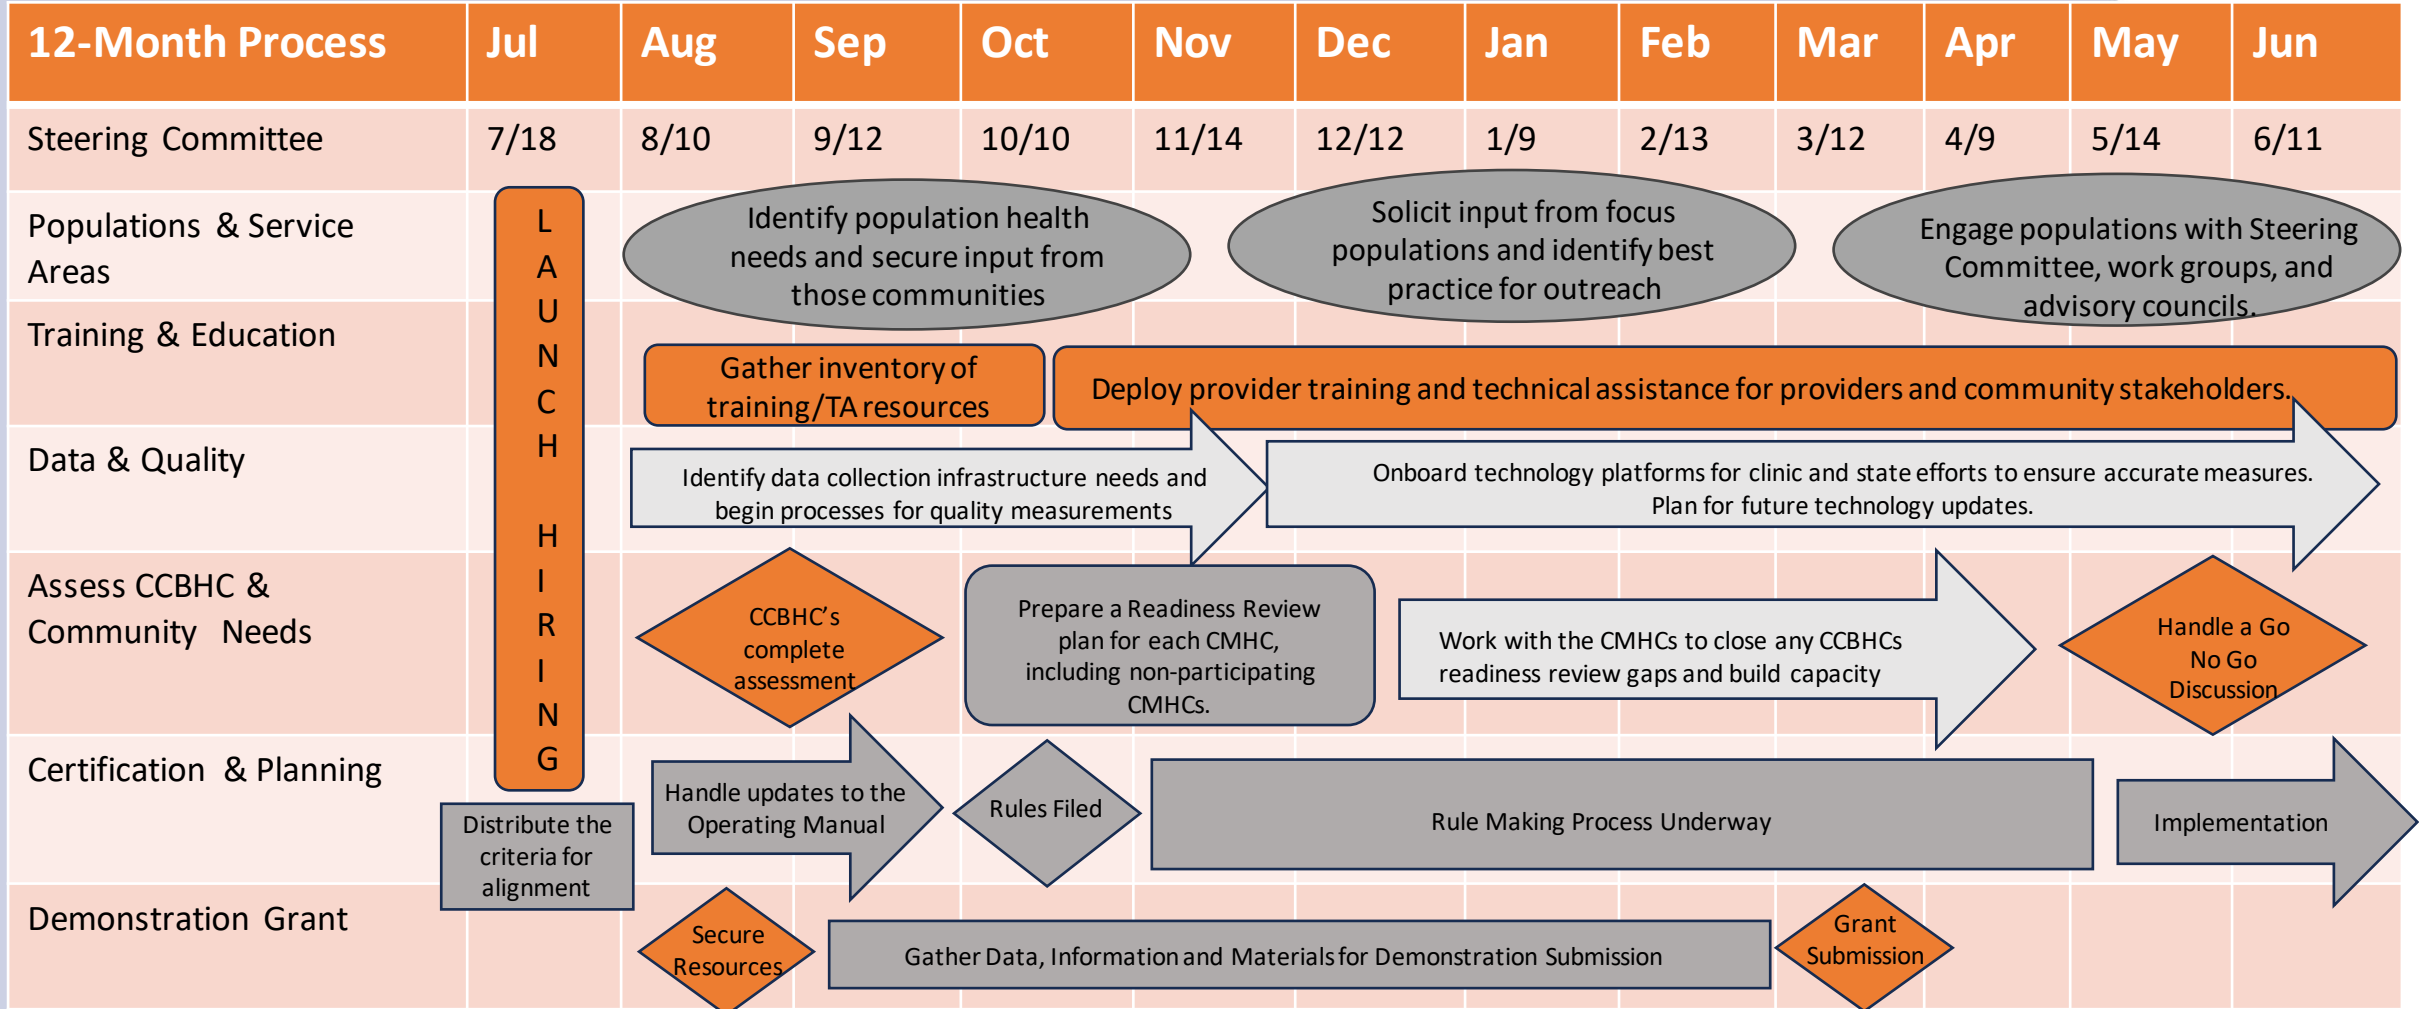 12-Month Process Jul Aug Sep Oct Nov Dec Jan Feb Mar Apr May Jun
Steering Committee 7/18 8/10 9/12 10/10 11/14 12/12 1/9 2/13 3/12 4/9 5/14 6/11
L
A
U
N
C
H
H
I
R
I
N
G
Populations & Service
Areas
Identify population health
needs and secure input from
those communities
Solicit input from focus
populations and identify best
practice for outreach
Engage populations with Steering
Committee, work groups, and
advisory councils.
Training & Education
Gather inventory of
training/TA resources
Deploy provider training and technical assistance for providers and community stakeholders.
Data & Quality
Identify data collection infrastructure needs and
begin processes for quality measurements
Onboard technology platforms for clinic and state efforts to ensure accurate measures.
Plan for future technology updates.
Assess CCBHC &
Community Needs
CCBHC’s
complete
assessment
Prepare a Readiness Review
plan for each CMHC,
including non-participating
CMHCs.
Work with the CMHCs to close any CCBHCs
readiness review gaps and build capacity
Handle a Go
No Go
Discussion
Certification & Planning
Distribute the
criteria for
alignment
Handle updates to the
Operating Manual
Rules Filed
Rule Making Process Underway
Implementation
Demonstration Grant
Secure
Resources
Gather Data, Information and Materials for Demonstration Submission
Grant
Submission